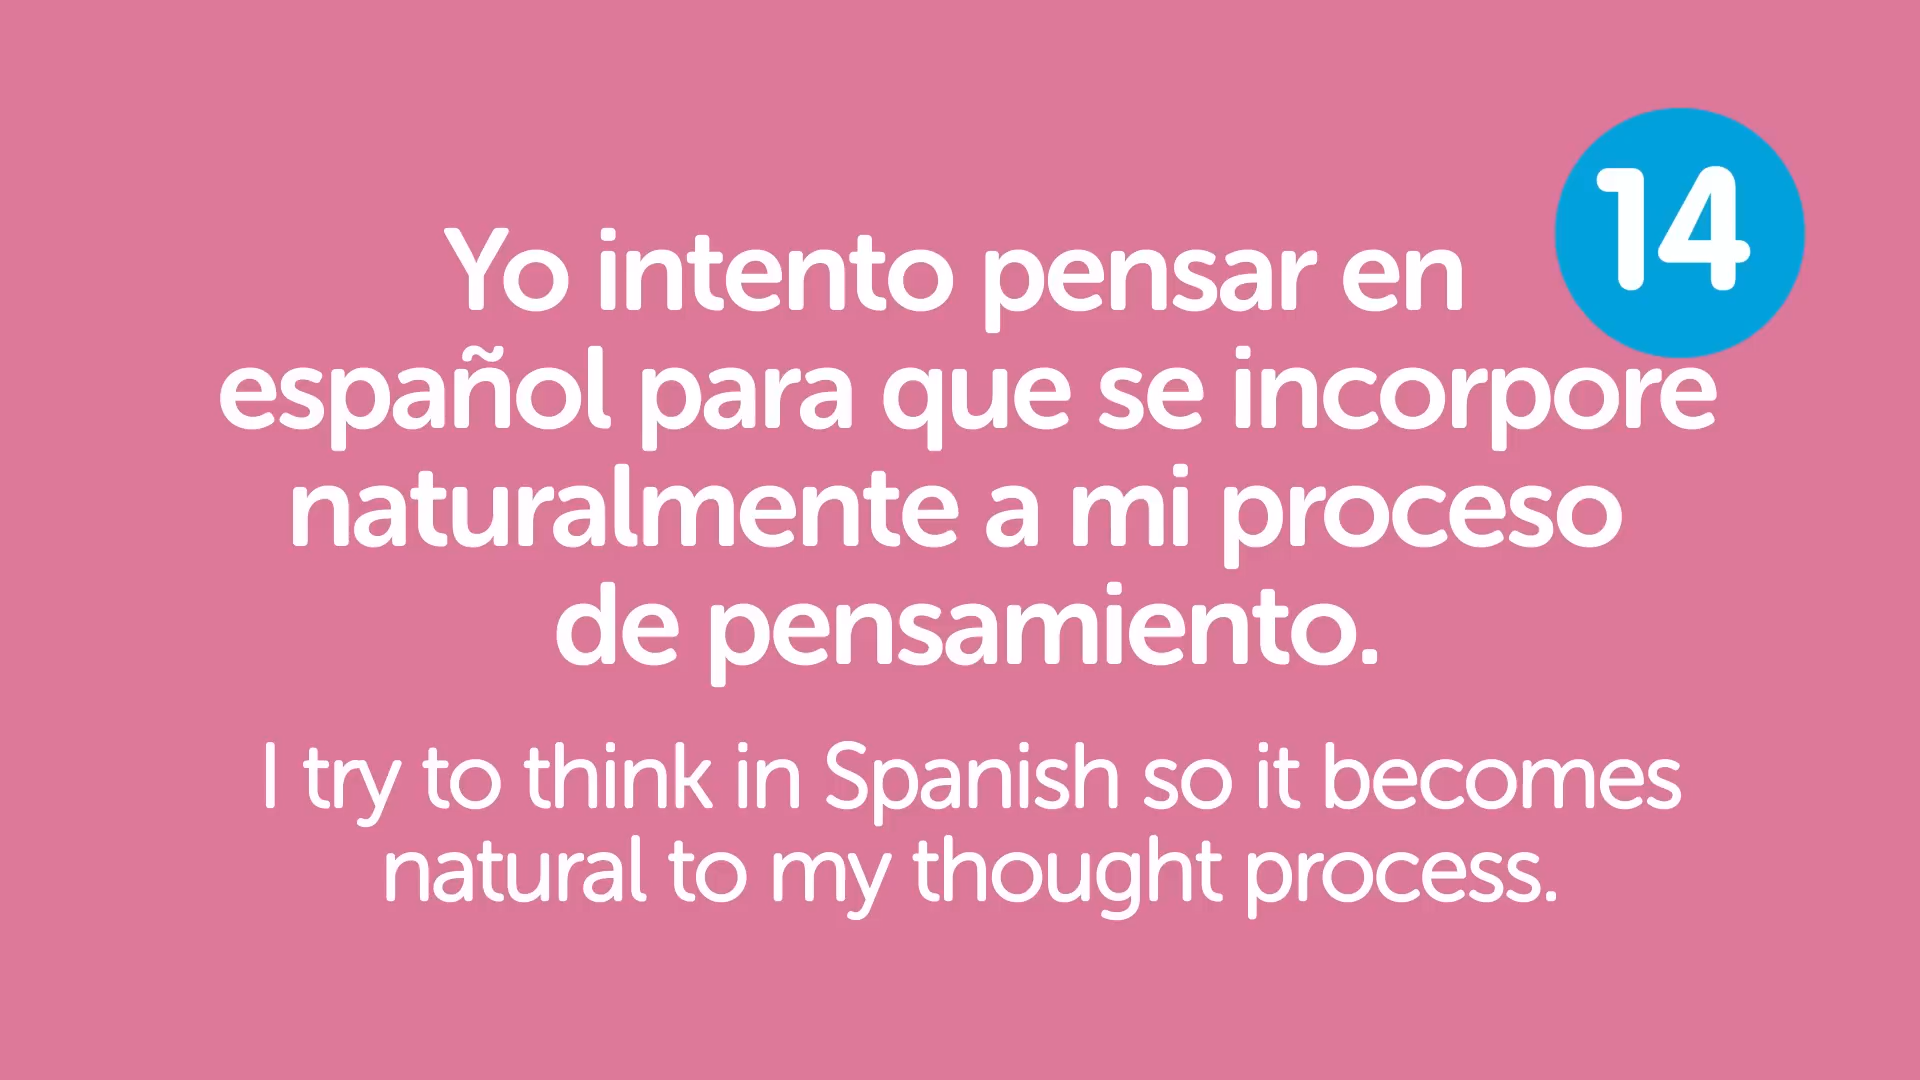 14
Yo intento pensar en
español para que se incorpore
naturalmente a mi proceso
de pensamiento.
I try to think in Spanish so it becomes
natural to my thought process.